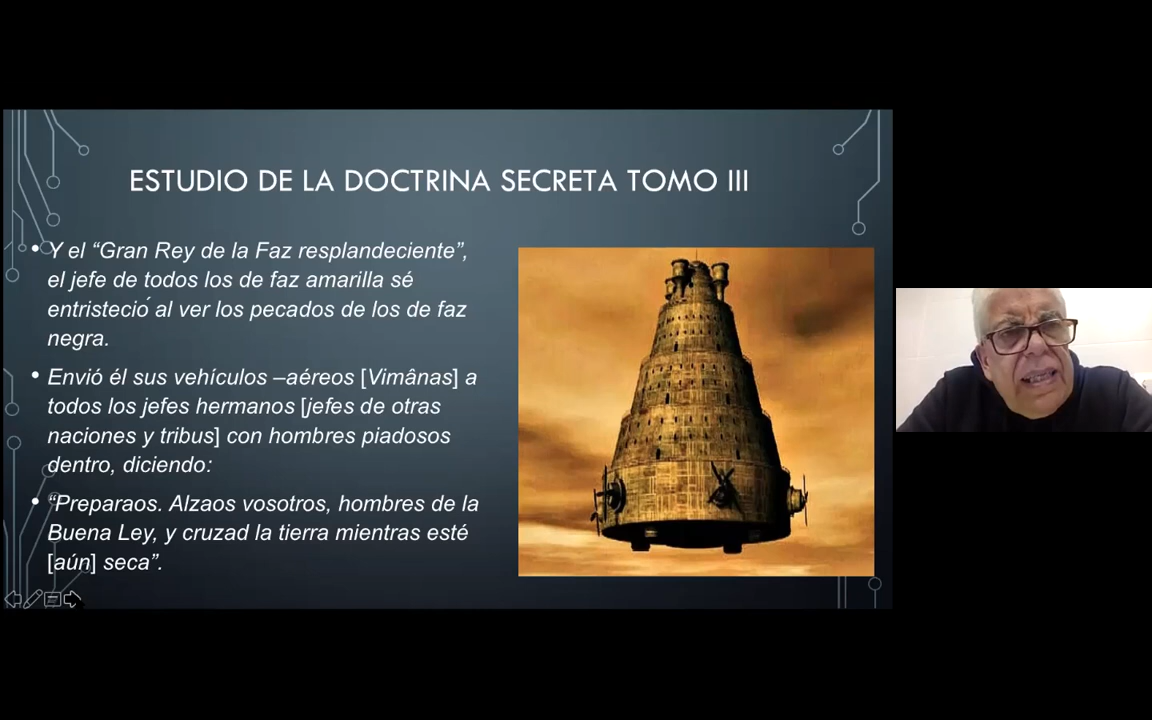 ESTUDIO DE LA DOCTRINA SECRETA TOMO III
• Y el “Gran Rey de la Faz resplandeciente”,
el jefe de todos los de faz amarilla sé
entristeció al ver los pecados de los de faz
negra.
• Envió él sus vehículos –aéreos [Vimânas] a
todos los jefes hermanos [jefes de otras
naciones y tribus] con hombres piadosos
dentro, diciendo:
• “Preparaos. Alzaos vosotros, hombres de la
Buena Ley, y cruzad la tierra mientras esté
[aún] seca”.